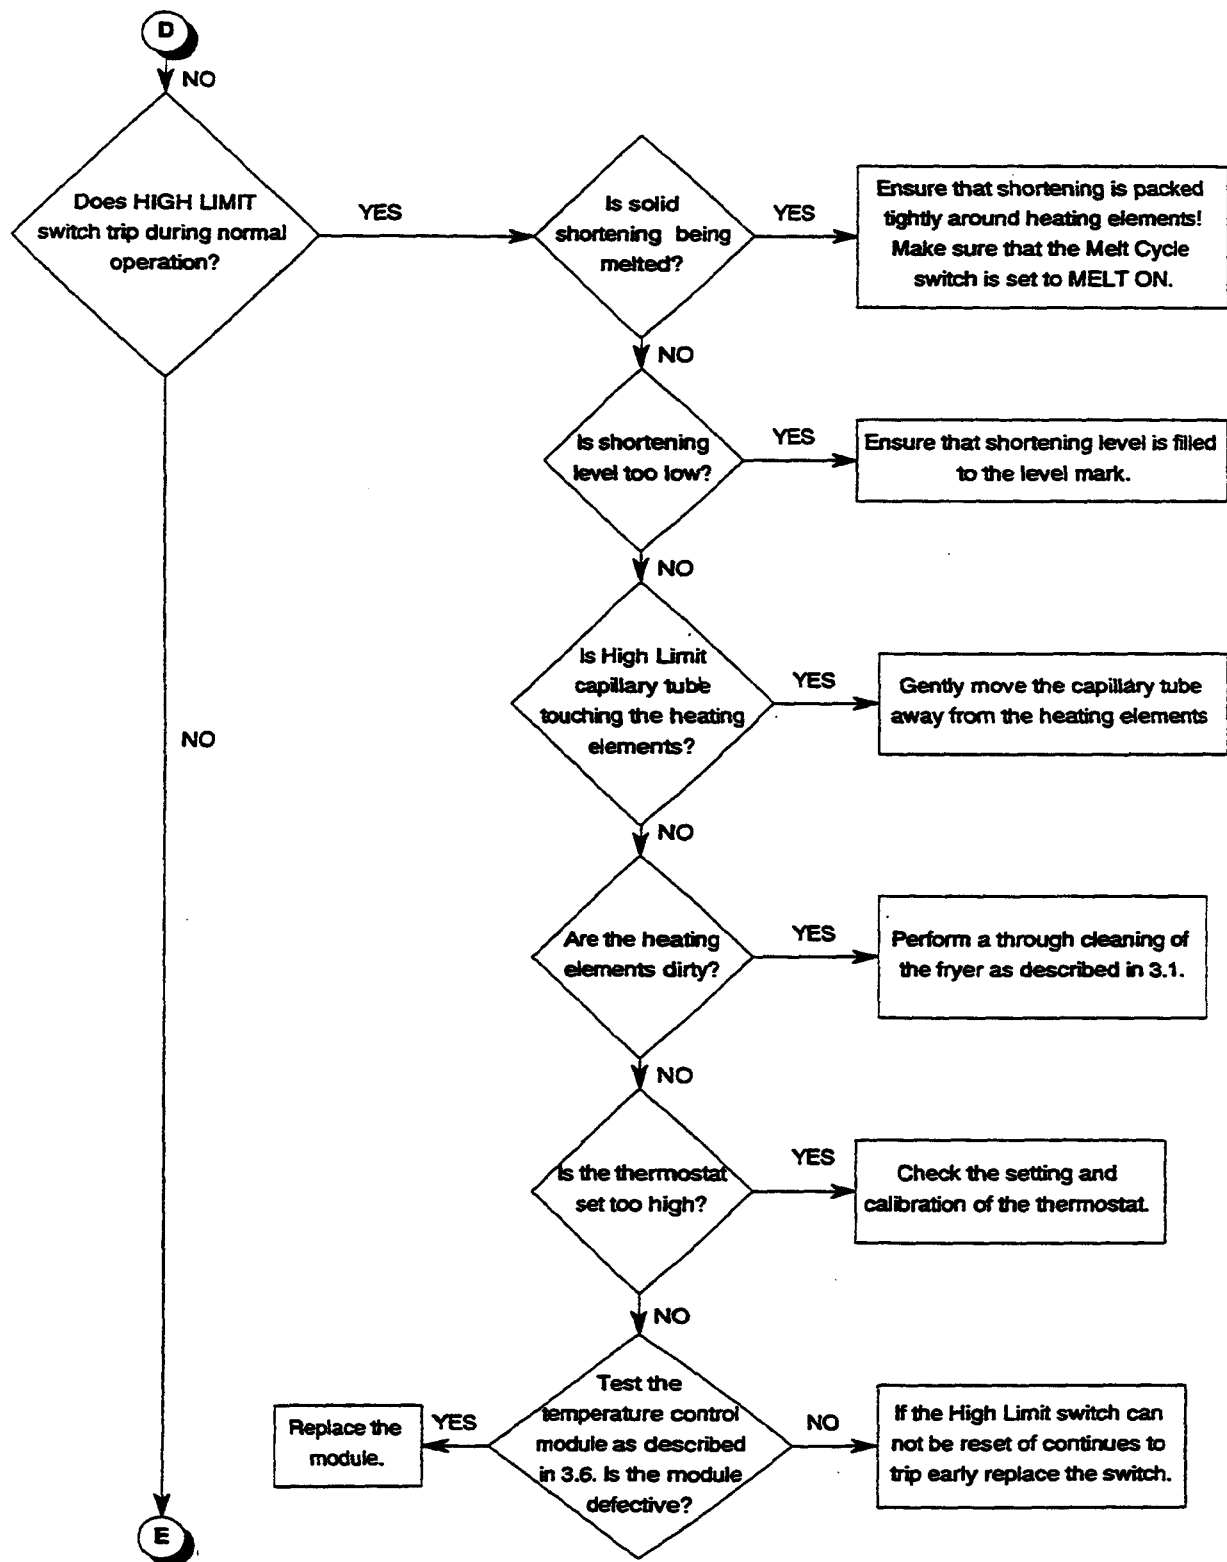 D
NO
Does HIGH LIMIT
switch trip during normal
operation?
YES
Is solid
shortening being
melted?
YES
Ensure that shortening is packed
tightly around heating elements!
Make sure that the Melt Cycle
switch is set to MELT ON.
NO
Is shortening
level too low?
YES
Ensure that shortening level is filled
to the level mark.
NO
Is High Limit
capillary tube
touching the heating
elements?
YES
Gently move the capillary tube
away from the heating elements
NO
NO
Are the heating
elements dirty?
YES
Perform a through cleaning of
the fryer as described in 3.1.
NO
Is the thermostat
set too high?
YES
Check the setting and
calibration of the thermostat.
NO
Test the
temperature control
module as described
in 3.6. Is the module
defective?
YES
Replace the
module.
NO
If the High Limit switch can
not be reset of continues to
trip early replace the switch.
E